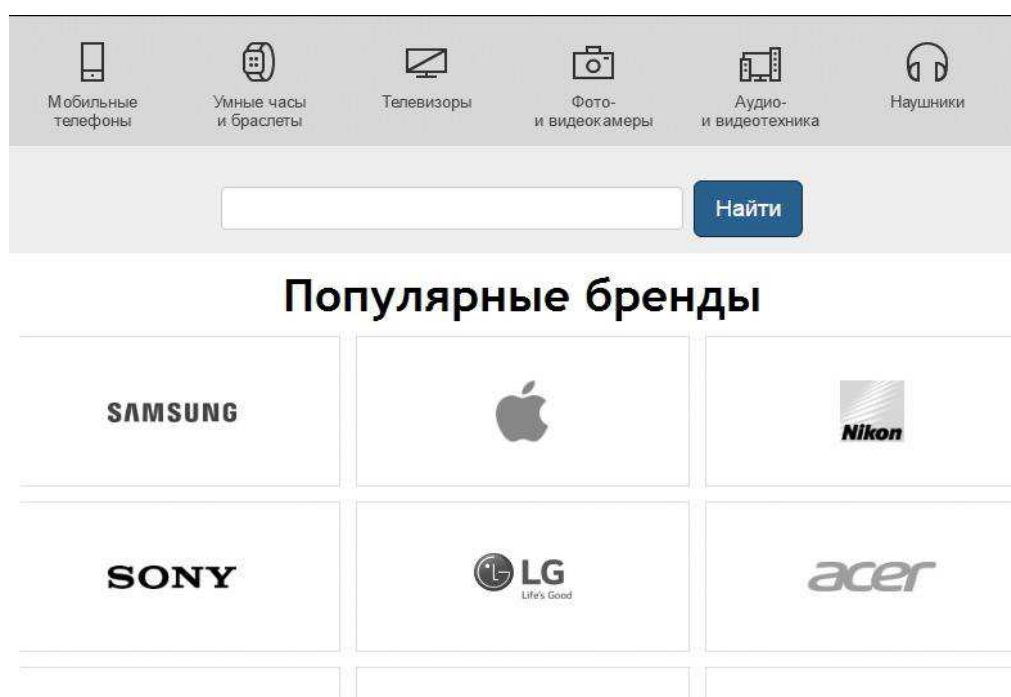 Мобильные
телефоны
Умные часы
и браслеты
Телевизоры
Фото-
и видеокамеры
Аудио-
и видеотехника
Наушники
Найти
Популярные бренды
SAMSUNG
Nikon
SONY
LG
Life's Good
acer